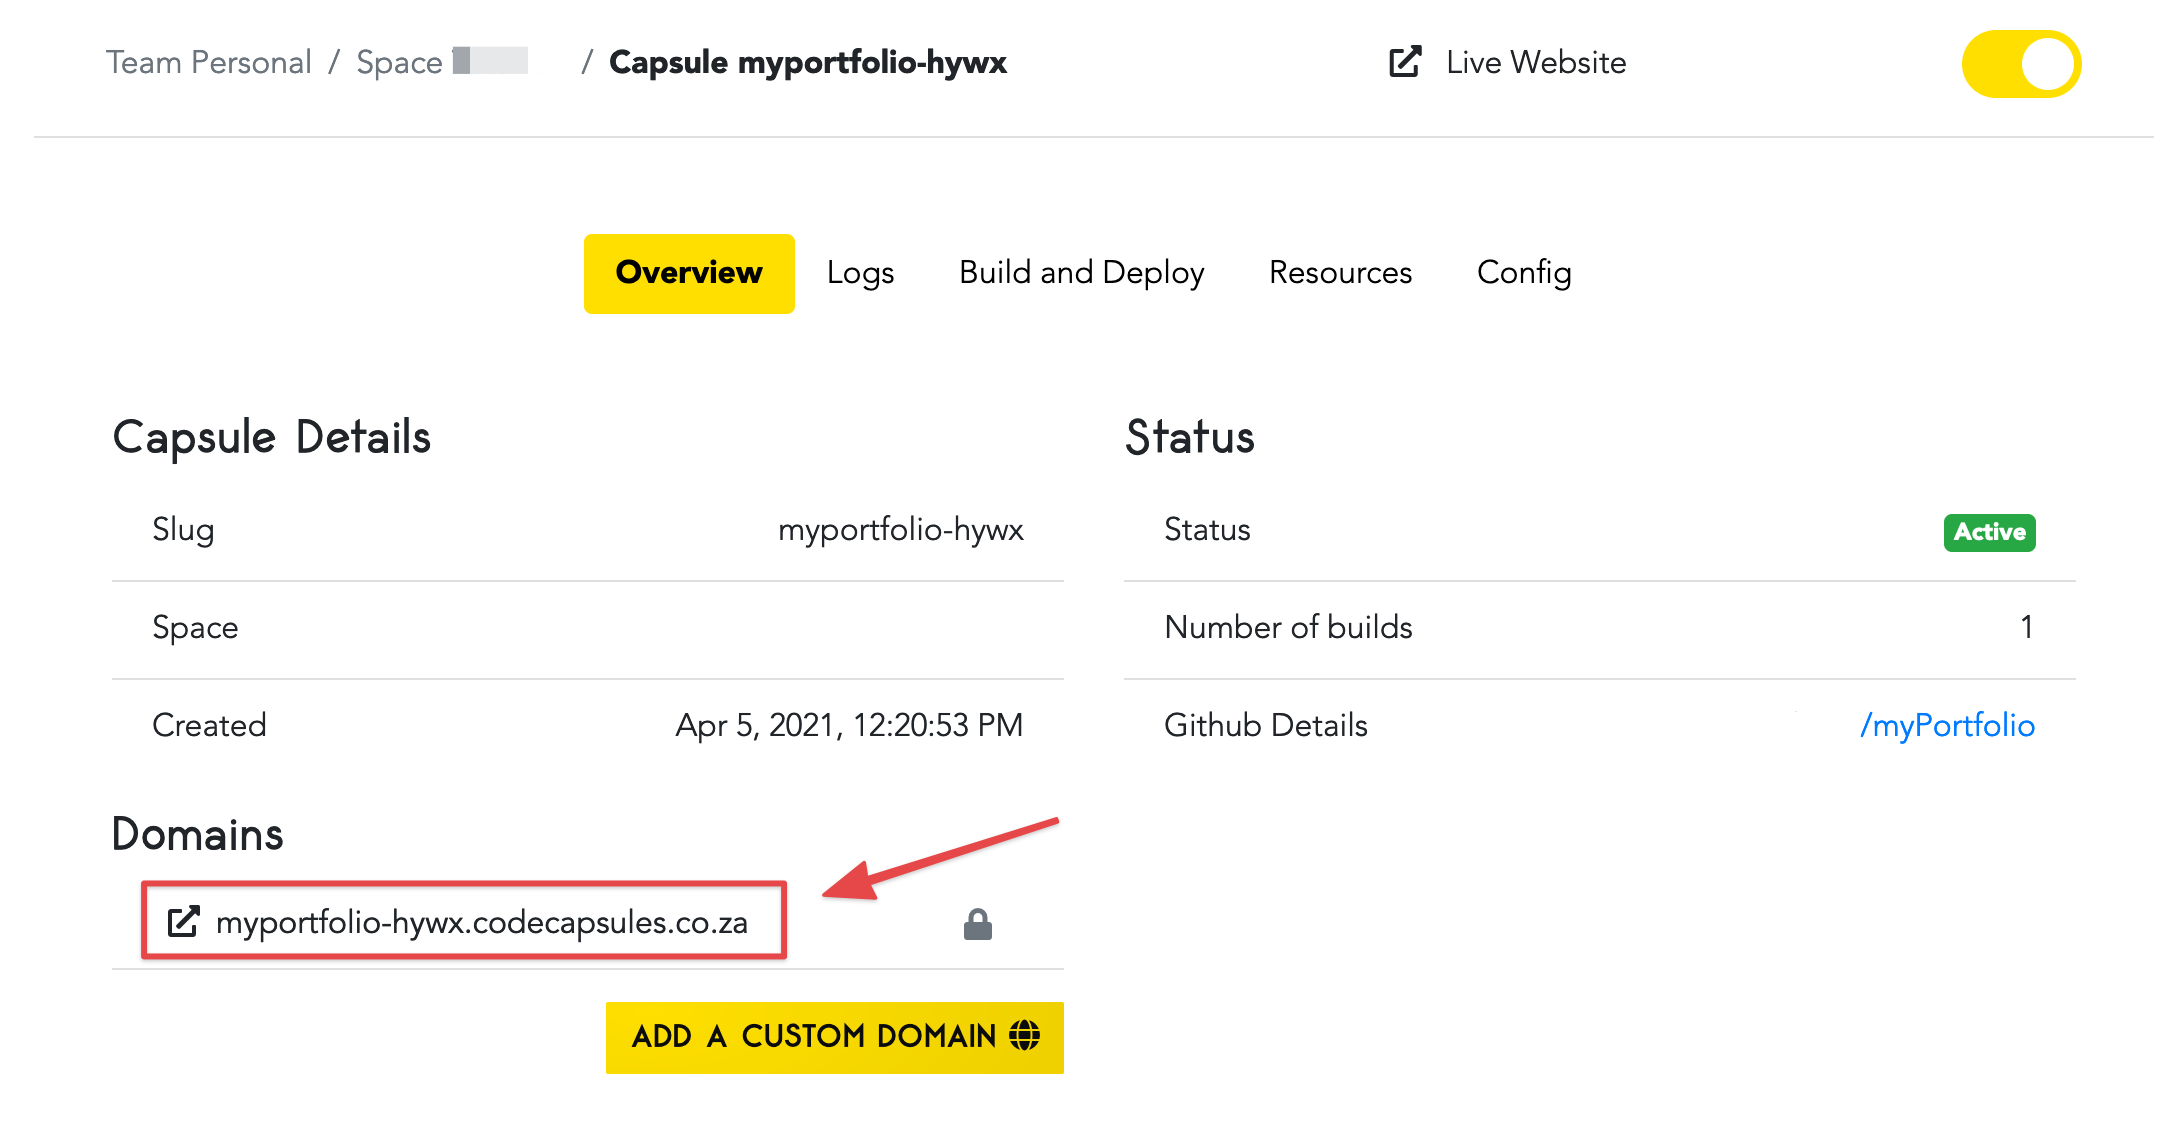 Team Personal / Space / Capsule myportfolio-hywx
Live Website
Overview
Logs
Build and Deploy
Resources
Config
Capsule Details
Slug myportfolio-hywx
Space
Created Apr 5, 2021, 12:20:53 PM
Status
Status Active
Number of builds 1
Github Details /myPortfolio
Domains
myportfolio-hywx.codecapsules.co.za
ADD A CUSTOM DOMAIN